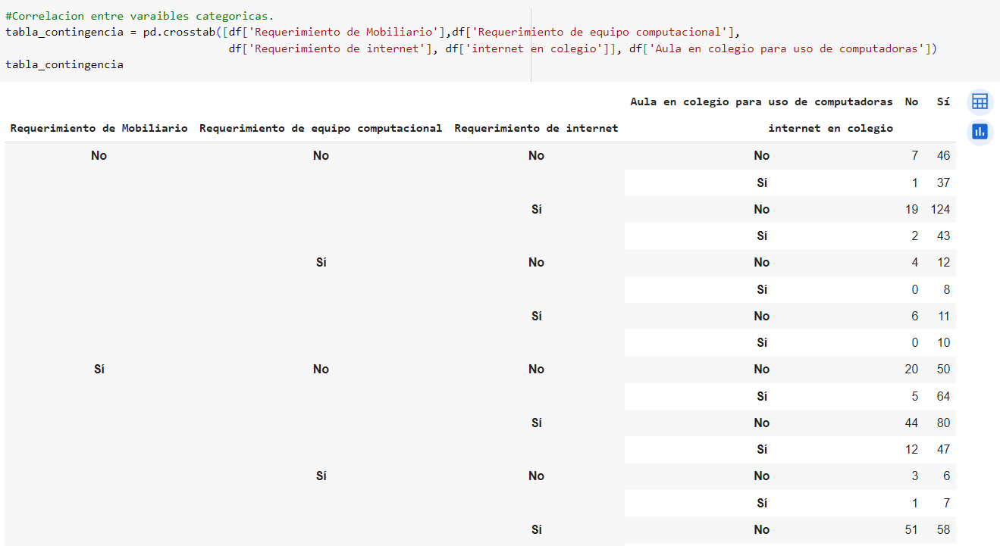 #Correlacion entre varaibles categoricas.
tabla_contingencia = pd.crosstab([df['Requerimiento de Mobiliario'],df['Requerimiento de equipo computacional'],
df['Requerimiento de internet'], df['internet en colegio']], df['Aula en colegio para uso de computadoras'])
tabla_contingencia
Aula en colegio para uso de computadoras No Sí
Requerimiento de Mobiliario Requerimiento de equipo computacional Requerimiento de internet internet en colegio
No No No No 7 46
Sí 1 37
Sí No 19 124
Sí 2 43
Sí No No 4 12
Sí 0 8
Sí No 6 11
Sí 0 10
Sí No No No 20 50
Sí 5 64
Sí No 44 80
Sí 12 47
Sí No No 3 6
Sí 1 7
Sí No 51 58